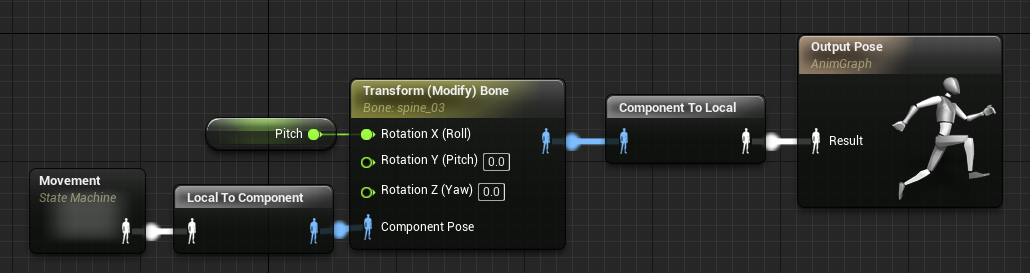 Output Pose
AnimGraph
Transform (Modify) Bone
Bone: spine_03
Component To Local
Pitch
Rotation X (Roll)
Result
Rotation Y (Pitch) 0.0
Movement
State Machine
Local To Component
Rotation Z (Yaw) 0.0
Component Pose